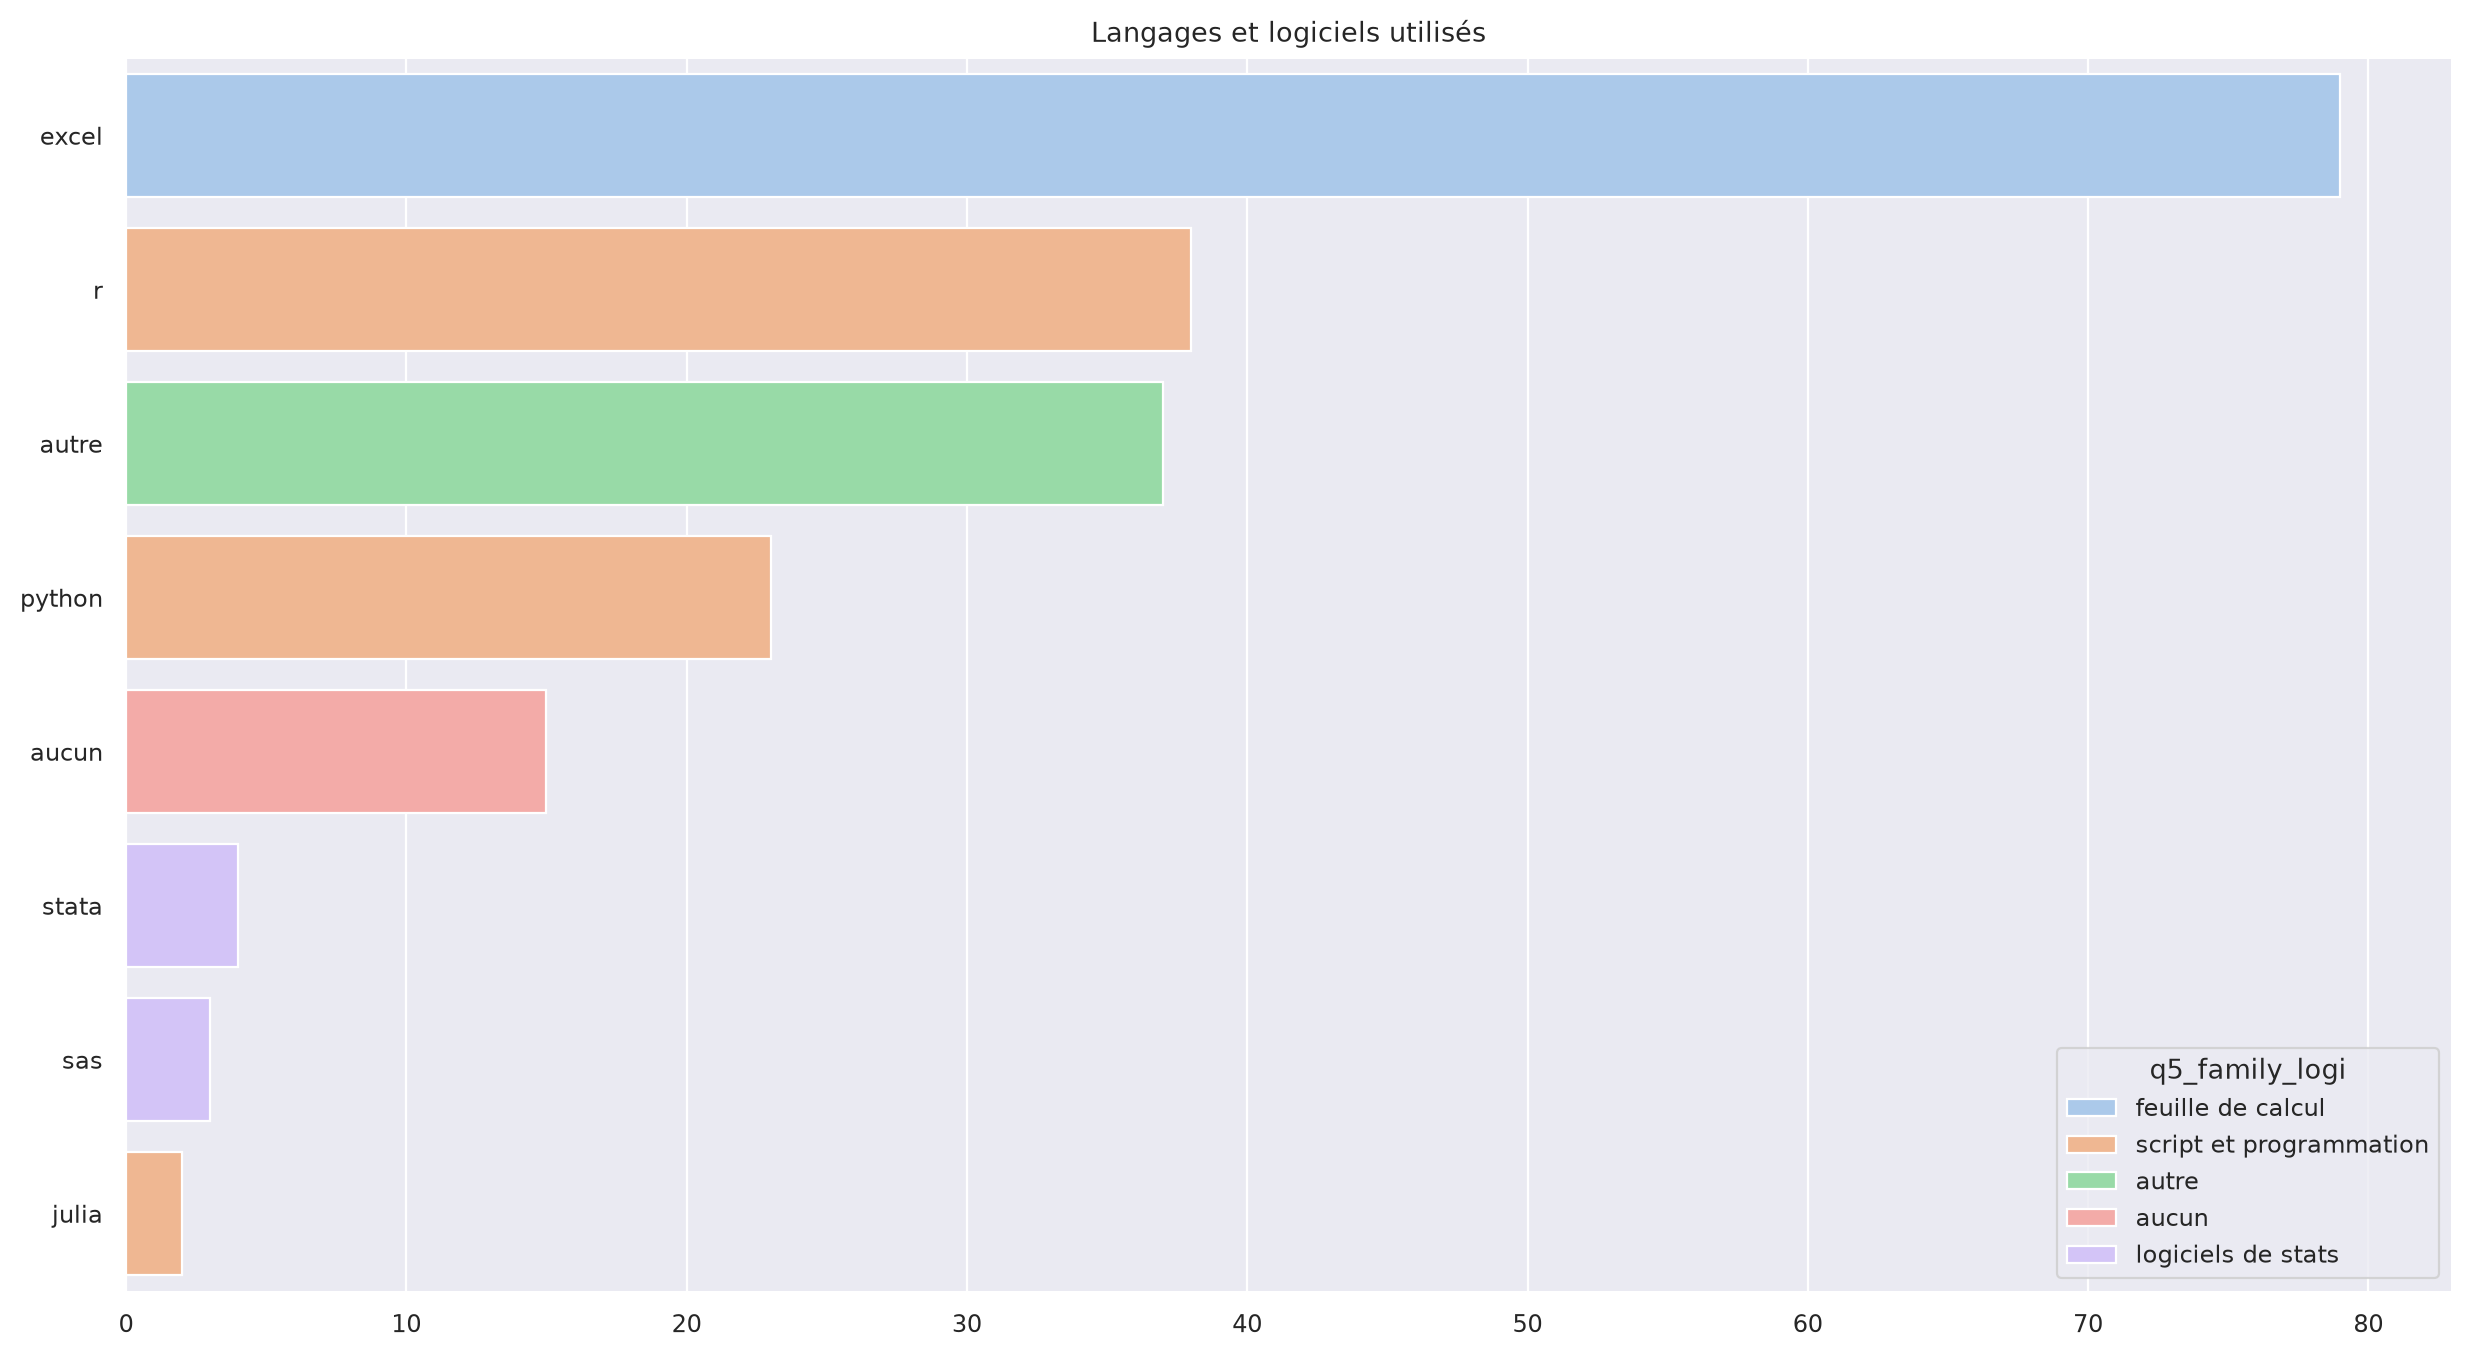 Langages et logiciels utilisés
excel
r
autre
python
aucun
stata
sas
julia
q5_family_logi
feuille de calcul
script et programmation
autre
aucun
logiciels de stats
0 10 20 30 40 50 60 70 80